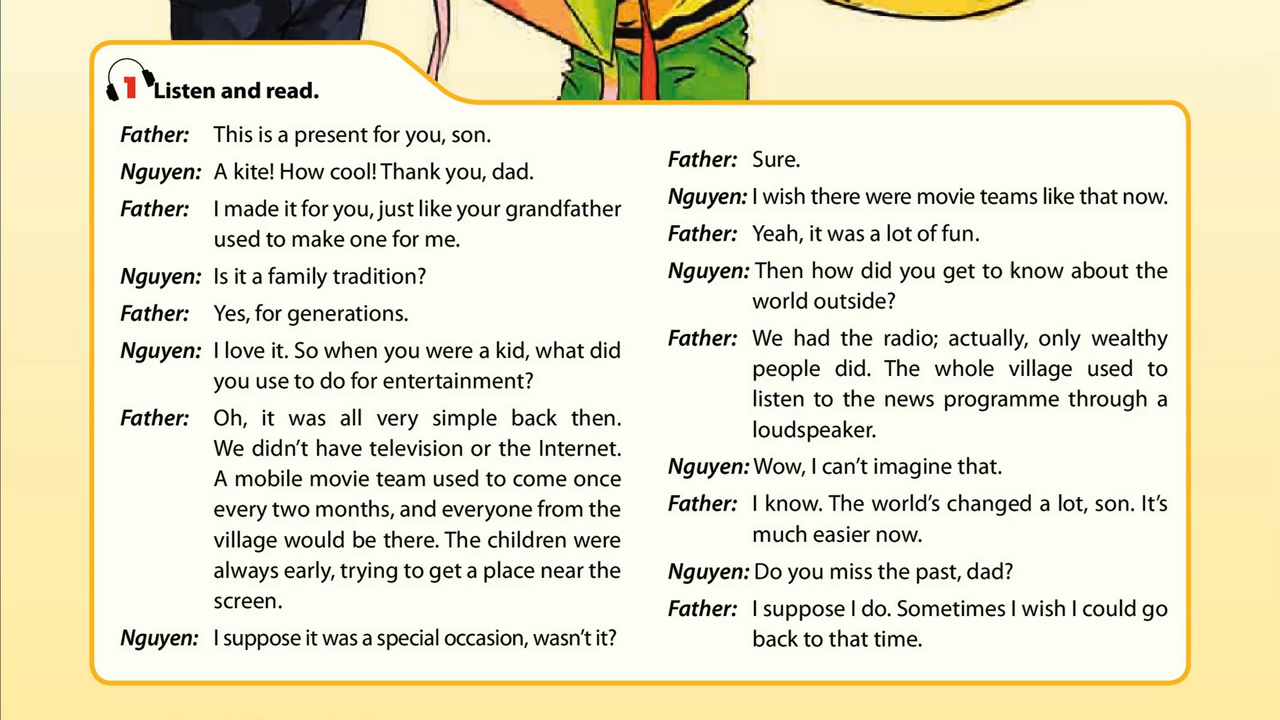 1 Listen and read.
Father: This is a present for you, son.
Nguyen: A kite! How cool! Thank you, dad.
Father: I made it for you, just like your grandfather
used to make one for me.
Nguyen: Is it a family tradition?
Father: Yes, for generations.
Nguyen: I love it. So when you were a kid, what did
you use to do for entertainment?
Father: Oh, it was all very simple back then.
We didn't have television or the Internet.
A mobile movie team used to come once
every two months, and everyone from the
village would be there. The children were
always early, trying to get a place near the
screen.
Nguyen: I suppose it was a special occasion, wasn't it?
Father: Sure.
Nguyen: I wish there were movie teams like that now.
Father: Yeah, it was a lot of fun.
Nguyen: Then how did you get to know about the
world outside?
Father: We had the radio; actually, only wealthy
people did. The whole village used to
listen to the news programme through a
loudspeaker.
Nguyen: Wow, I can't imagine that.
Father: I know. The world's changed a lot, son. It's
much easier now.
Nguyen: Do you miss the past, dad?
Father: I suppose I do. Sometimes I wish I could go
back to that time.